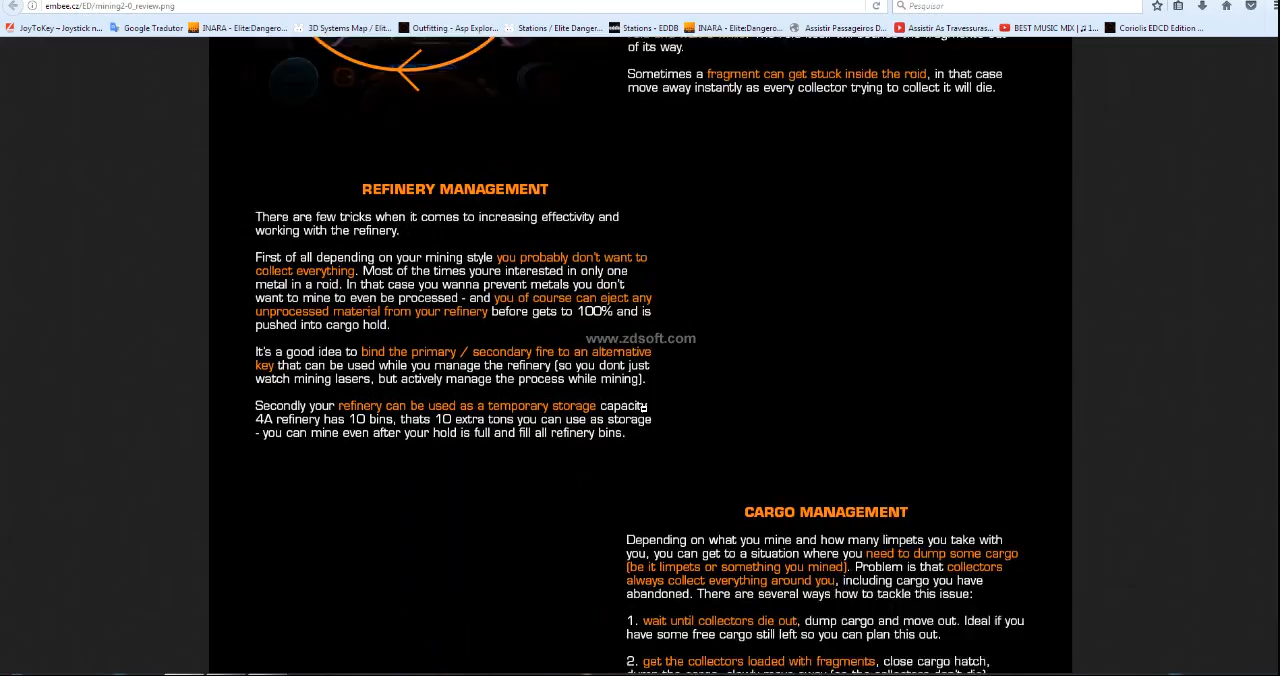 embee.cz/ED/mining2-0_review.png
Pesquisar
JoyToKey – Joystick n...
Google Tradutor
INARA - Elite:Dangero...
3D Systems Map / Elit...
Outfitting - Asp Explor...
Stations / Elite Danger...
Stations - EDDB
INARA - Elite:Dangero...
Assistir Passageiros D...
Assistir As Travessuras...
BEST MUSIC MIX | ♫ 1...
Coriolis EDCD Edition ...
of its way.
Sometimes a fragment can get stuck inside the roid, in that case
move away instantly as every collector trying to collect it will die.
REFINERY MANAGEMENT
There are few tricks when it comes to increasing effectivity and
working with the refinery.
First of all depending on your mining style you probably don't want to
collect everything. Most of the times youre interested in only one
metal in a roid. In that case you wanna prevent metals you don't
want to mine to even be processed - and you of course can eject any
unprocessed material from your refinery before gets to 100% and is
pushed into cargo hold.
www.zdsoft.com
It's a good idea to bind the primary / secondary fire to an alternative
key that can be used while you manage the refinery (so you dont just
watch mining lasers, but actively manage the process while mining).
Secondly your refinery can be used as a temporary storage capacity.
4A refinery has 10 bins, thats 10 extra tons you can use as storage
- you can mine even after your hold is full and fill all refinery bins.
CARGO MANAGEMENT
Depending on what you mine and how many limpets you take with
you, you can get to a situation where you need to dump some cargo
(be it limpets or something you mined). Problem is that collectors
always collect everything around you, including cargo you have
abandoned. There are several ways how to tackle this issue:
1. wait until collectors die out, dump cargo and move out. Ideal if you
have some free cargo still left so you can plan this out.
2. get the collectors loaded with fragments, close cargo hatch,